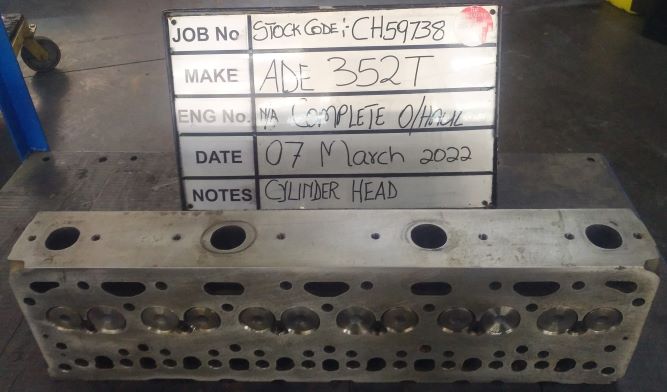 JOB No STOCK CODE :- CH59738
MAKE ADE 352T
ENG No. N/A COMPLETE O/HAUL
DATE 07 March 2022
NOTES CYLINDER HEAD